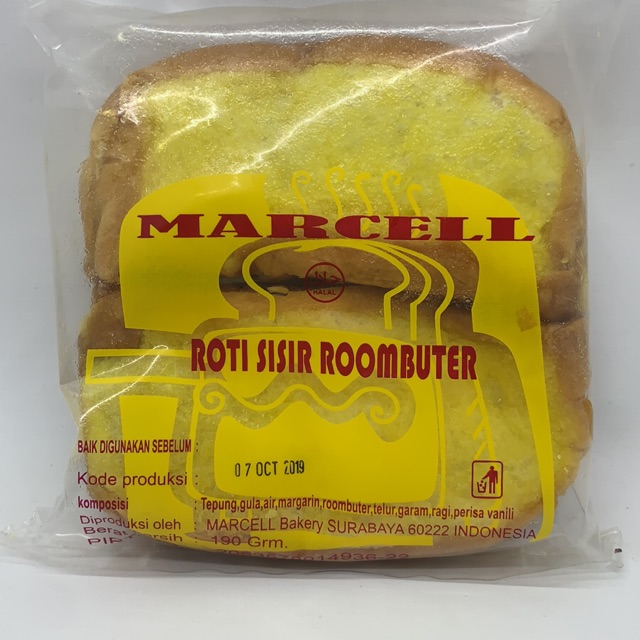 MARCELL
HALAL
ROTI SISIR ROOMBUTER
BAIK DIGUNAKAN SEBELUM :
07 OCT 2019
Kode produksi :
komposisi : Tepung,gula,air,margarin,roombuter,telur,garam,ragi,perisa vanili
Diproduksi oleh : MARCELL Bakery SURABAYA 60222 INDONESIA
: 190 Grm.